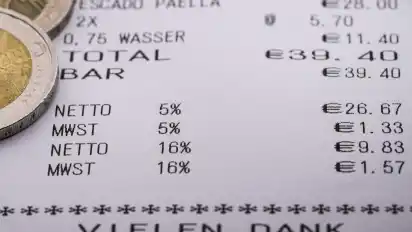 ESCADO PAELLA €28.00
2X @ 5.70
0,75 WASSER €11.40
TOTAL €39.40
BAR €39.40
NETTO 5% €26.67
MWST 5% €1.33
NETTO 16% €9.83
MWST 16% €1.57
********************
VIELEN DANK